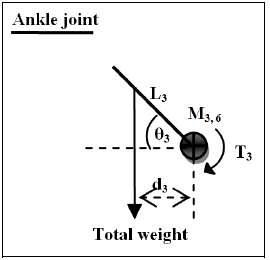 Ankle joint
L3
M3, 6
θ3
T3
d3
Total weight